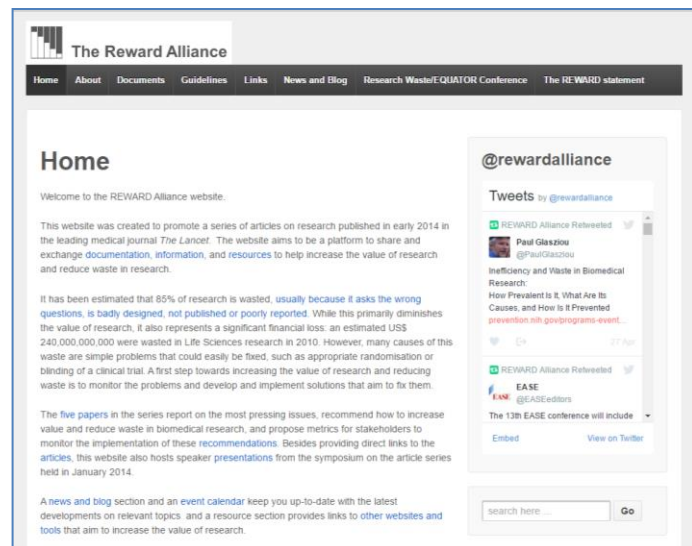 The Reward Alliance
Home About Documents Guidelines Links News and Blog Research Waste/EQUATOR Conference The REWARD statement
Home
Welcome to the REWARD Alliance website.
This website was created to promote a series of articles on research published in early 2014 in
the leading medical journal The Lancet. The website aims to be a platform to share and
exchange documentation, information, and resources to help increase the value of research
and reduce waste in research.
It has been estimated that 85% of research is wasted, usually because it asks the wrong
questions, is badly designed, not published or poorly reported. While this primarily diminishes
the value of research, it also represents a significant financial loss: an estimated US$
240,000,000,000 were wasted in Life Sciences research in 2010. However, many causes of this
waste are simple problems that could easily be fixed, such as appropriate randomisation or
blinding of a clinical trial. A first step towards increasing the value of research and reducing
waste is to monitor the problems and develop and implement solutions that aim to fix them.
The five papers in the series report on the most pressing issues, recommend how to increase
value and reduce waste in biomedical research, and propose metrics for stakeholders to
monitor the implementation of these recommendations. Besides providing direct links to the
articles, this website also hosts speaker presentations from the symposium on the article series
held in January 2014.
A news and blog section and an event calendar keep you up-to-date with the latest
developments on relevant topics and a resource section provides links to other websites and
tools that aim to increase the value of research.
@rewardalliance
Tweets by @rewardalliance
REWARD Alliance Retweeted
Paul Glasziou
@PaulGlasziou
Inefficiency and Waste in Biomedical
Research:
How Prevalent Is It, What Are Its
Causes, and How Is It Prevented
prevention.nih.gov/programs-event...
27 Apr
REWARD Alliance Retweeted
EASE
EASE
@EASEeditors
The 13th EASE conference will include
Embed View on Twitter
search here ... Go